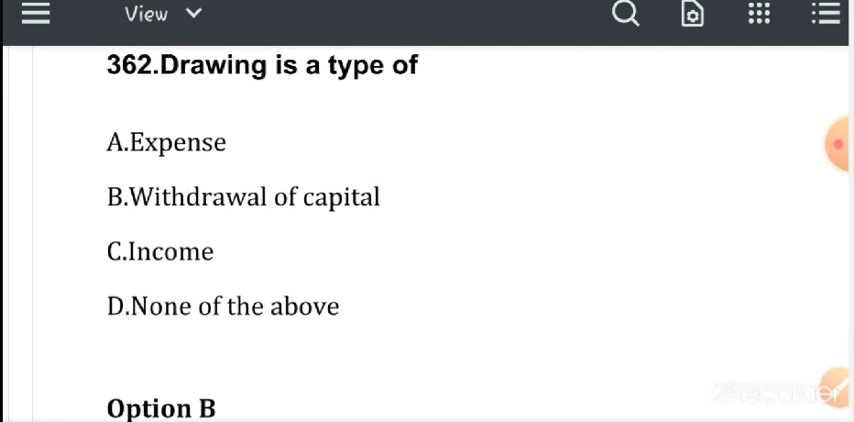 View
362.Drawing is a type of
A.Expense
B.Withdrawal of capital
C.Income
D.None of the above
Option B